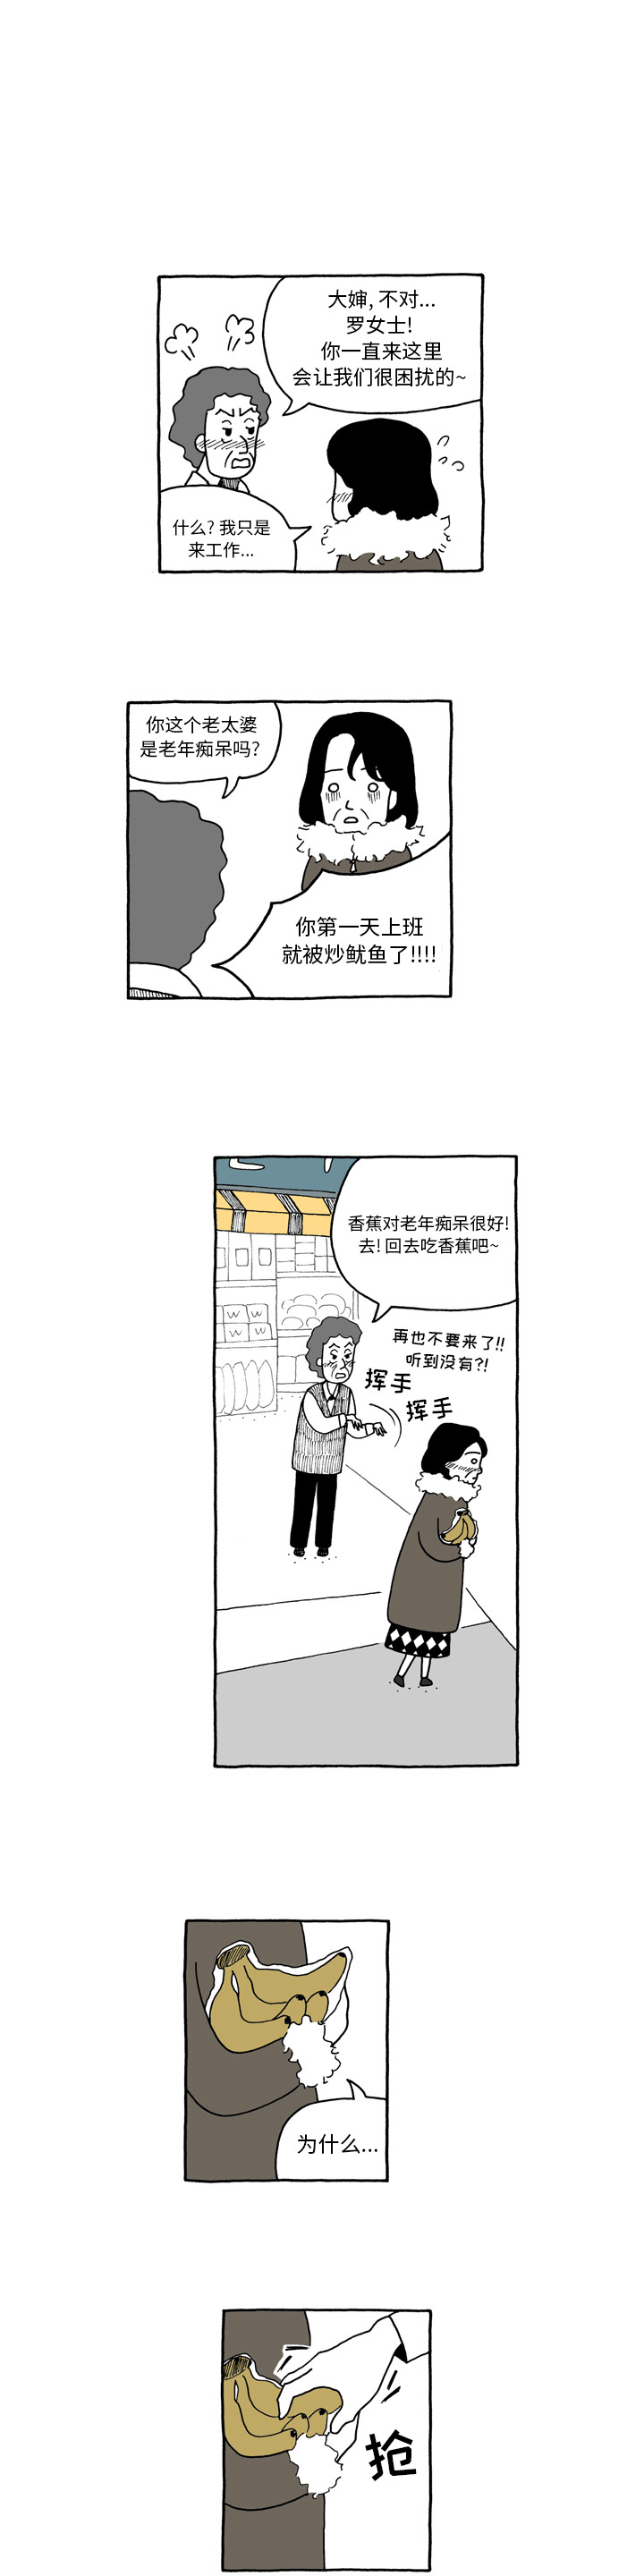 大婶, 不对...
罗女士!
你一直来这里
会让我们很困扰的~
什么? 我只是
来工作...
你这个老太婆
是老年痴呆吗?
你第一天上班
就被炒鱿鱼了!!!!
香蕉对老年痴呆很好!
去! 回去吃香蕉吧~
再也不要来了!!
听到没有?!
挥手
挥手
为什么...
抢